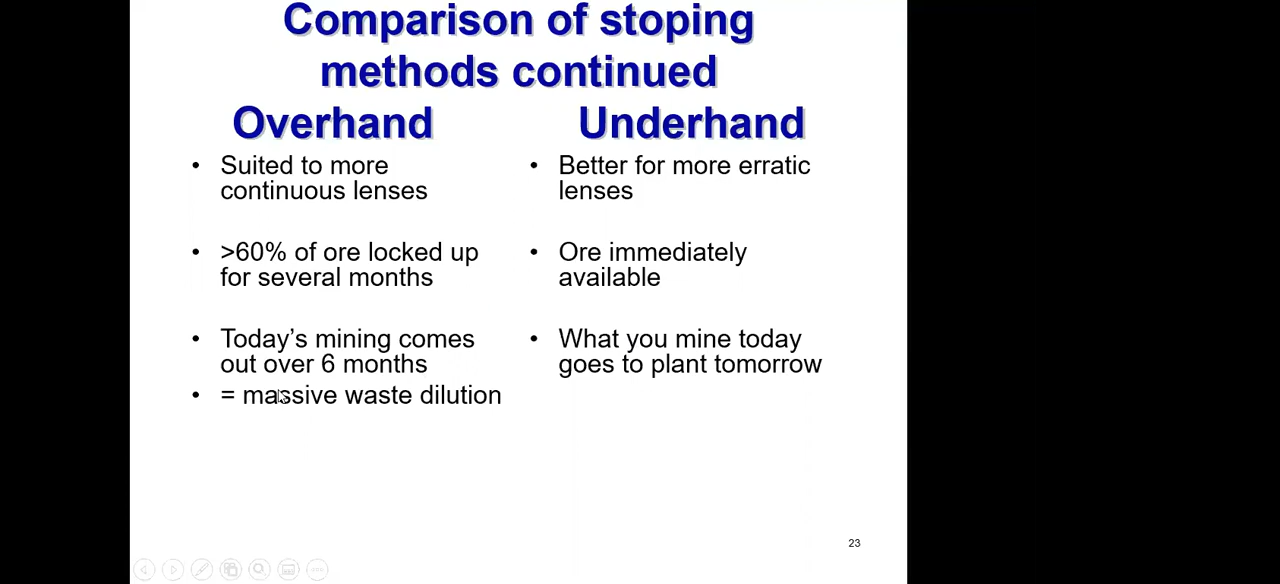 Comparison of stoping
methods continued
Overhand
Underhand
• Suited to more
continuous lenses
• >60% of ore locked up
for several months
• Today's mining comes
out over 6 months
• = massive waste dilution
• Better for more erratic
lenses
• Ore immediately
available
• What you mine today
goes to plant tomorrow
23